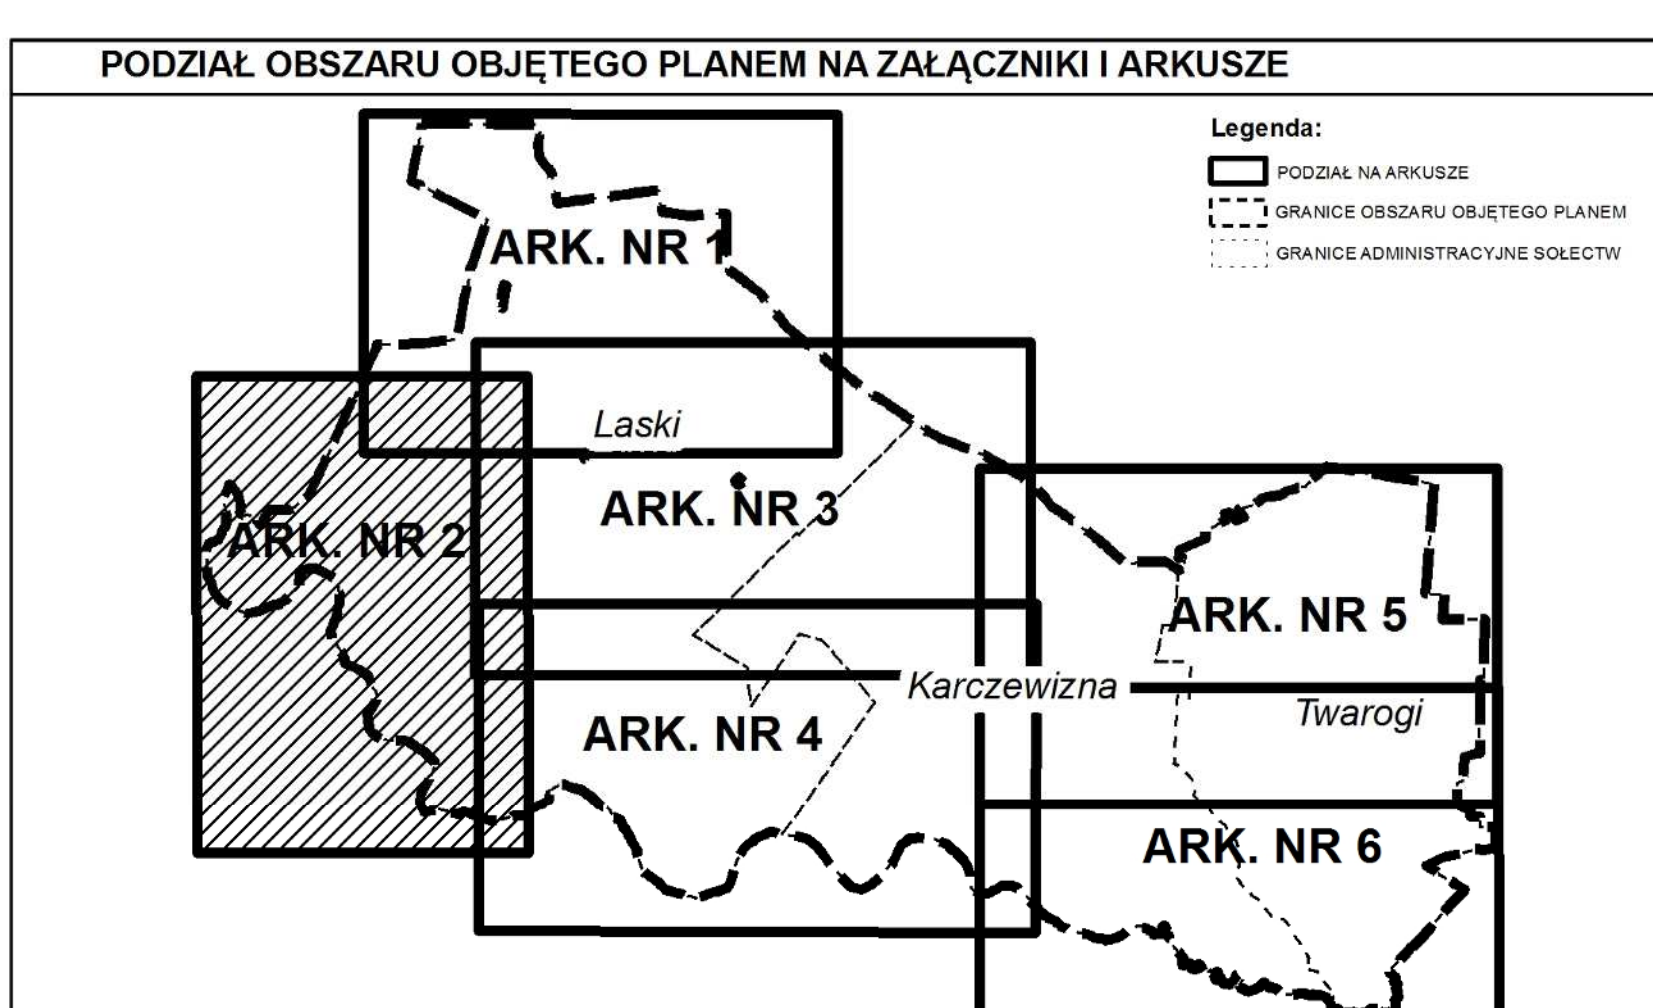 PODZIAŁ OBSZARU OBJĘTEGO PLANEM NA ZAŁĄCZNIKI I ARKUSZE
Legenda:
PODZIAŁ NA ARKUSZE
GRANICE OBSZARU OBJĘTEGO PLANEM
GRANICE ADMINISTRACYJNE SOŁECTW
ARK. NR 1
Laski
ARK. NR 3
ARK. NR 2
ARK. NR 5
Karczewizna
Twarogi
ARK. NR 4
ARK. NR 6